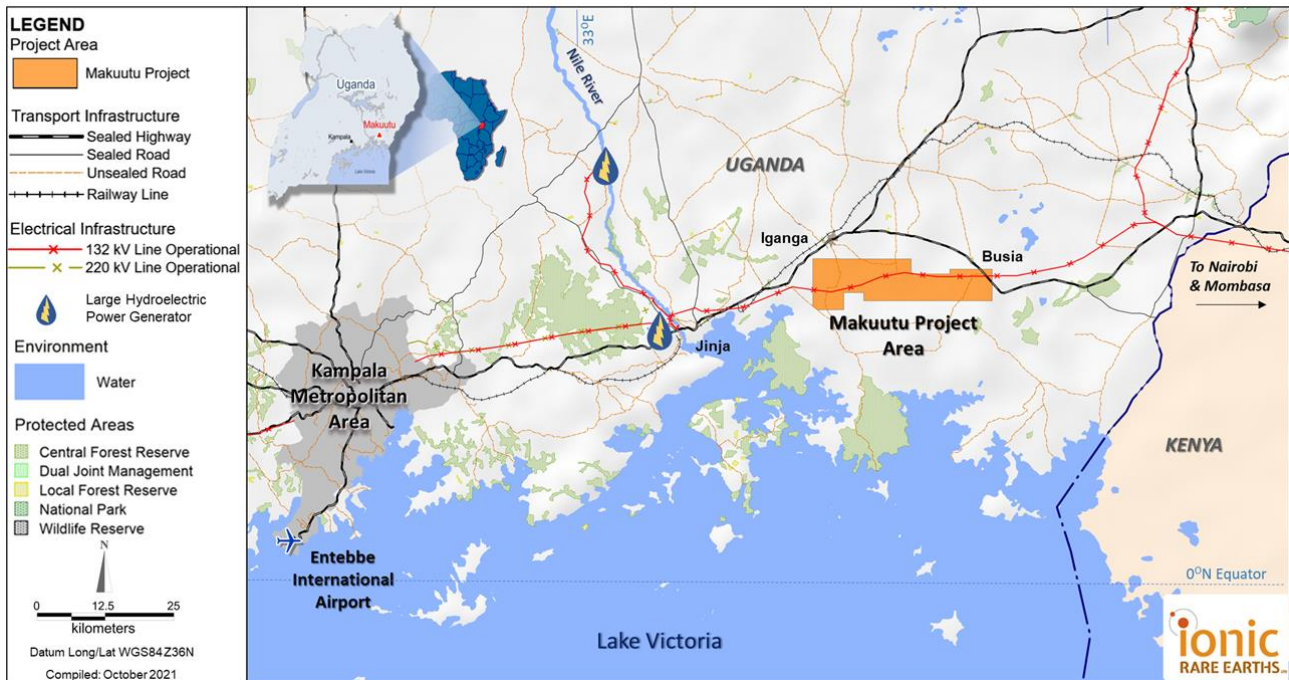 LEGEND
Project Area
Makuutu Project
Transport Infrastructure
Sealed Highway
Sealed Road
Unsealed Road
Railway Line
Electrical Infrastructure
132 kV Line Operational
220 kV Line Operational
Large Hydroelectric
Power Generator
Environment
Water
Protected Areas
Central Forest Reserve
Dual Joint Management
Local Forest Reserve
National Park
Wildlife Reserve
N
0 12.5 25
kilometers
Datum Long/Lat WGS84Z36N
Compiled: October 2021
Uganda
Makuutu
Kampala
Lake Victoria
33°E
Nile River
UGANDA
Iganga
Busia
To Nairobi
& Mombasa
Makuutu Project
Area
Jinja
Kampala
Metropolitan
Area
KENYA
Entebbe
International
Airport
0°N Equator
Lake Victoria
ionic
RARE EARTHS